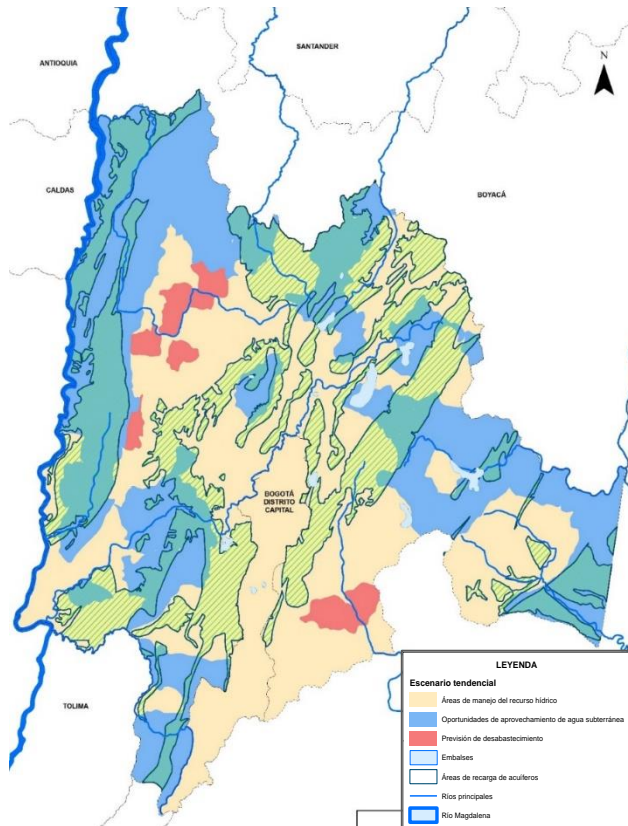 SANTANDER
ANTIOQUIA
N
CALDAS
BOYACÁ
BOGOTÁ
DISTRITO
CAPITAL
TOLIMA
LEYENDA
Escenario tendencial
Áreas de manejo del recurso hídrico
Oportunidades de aprovechamiento de agua subterránea
Previsión de desabastecimiento
Embalses
Áreas de recarga de acuíferos
Ríos principales
Río Magdalena